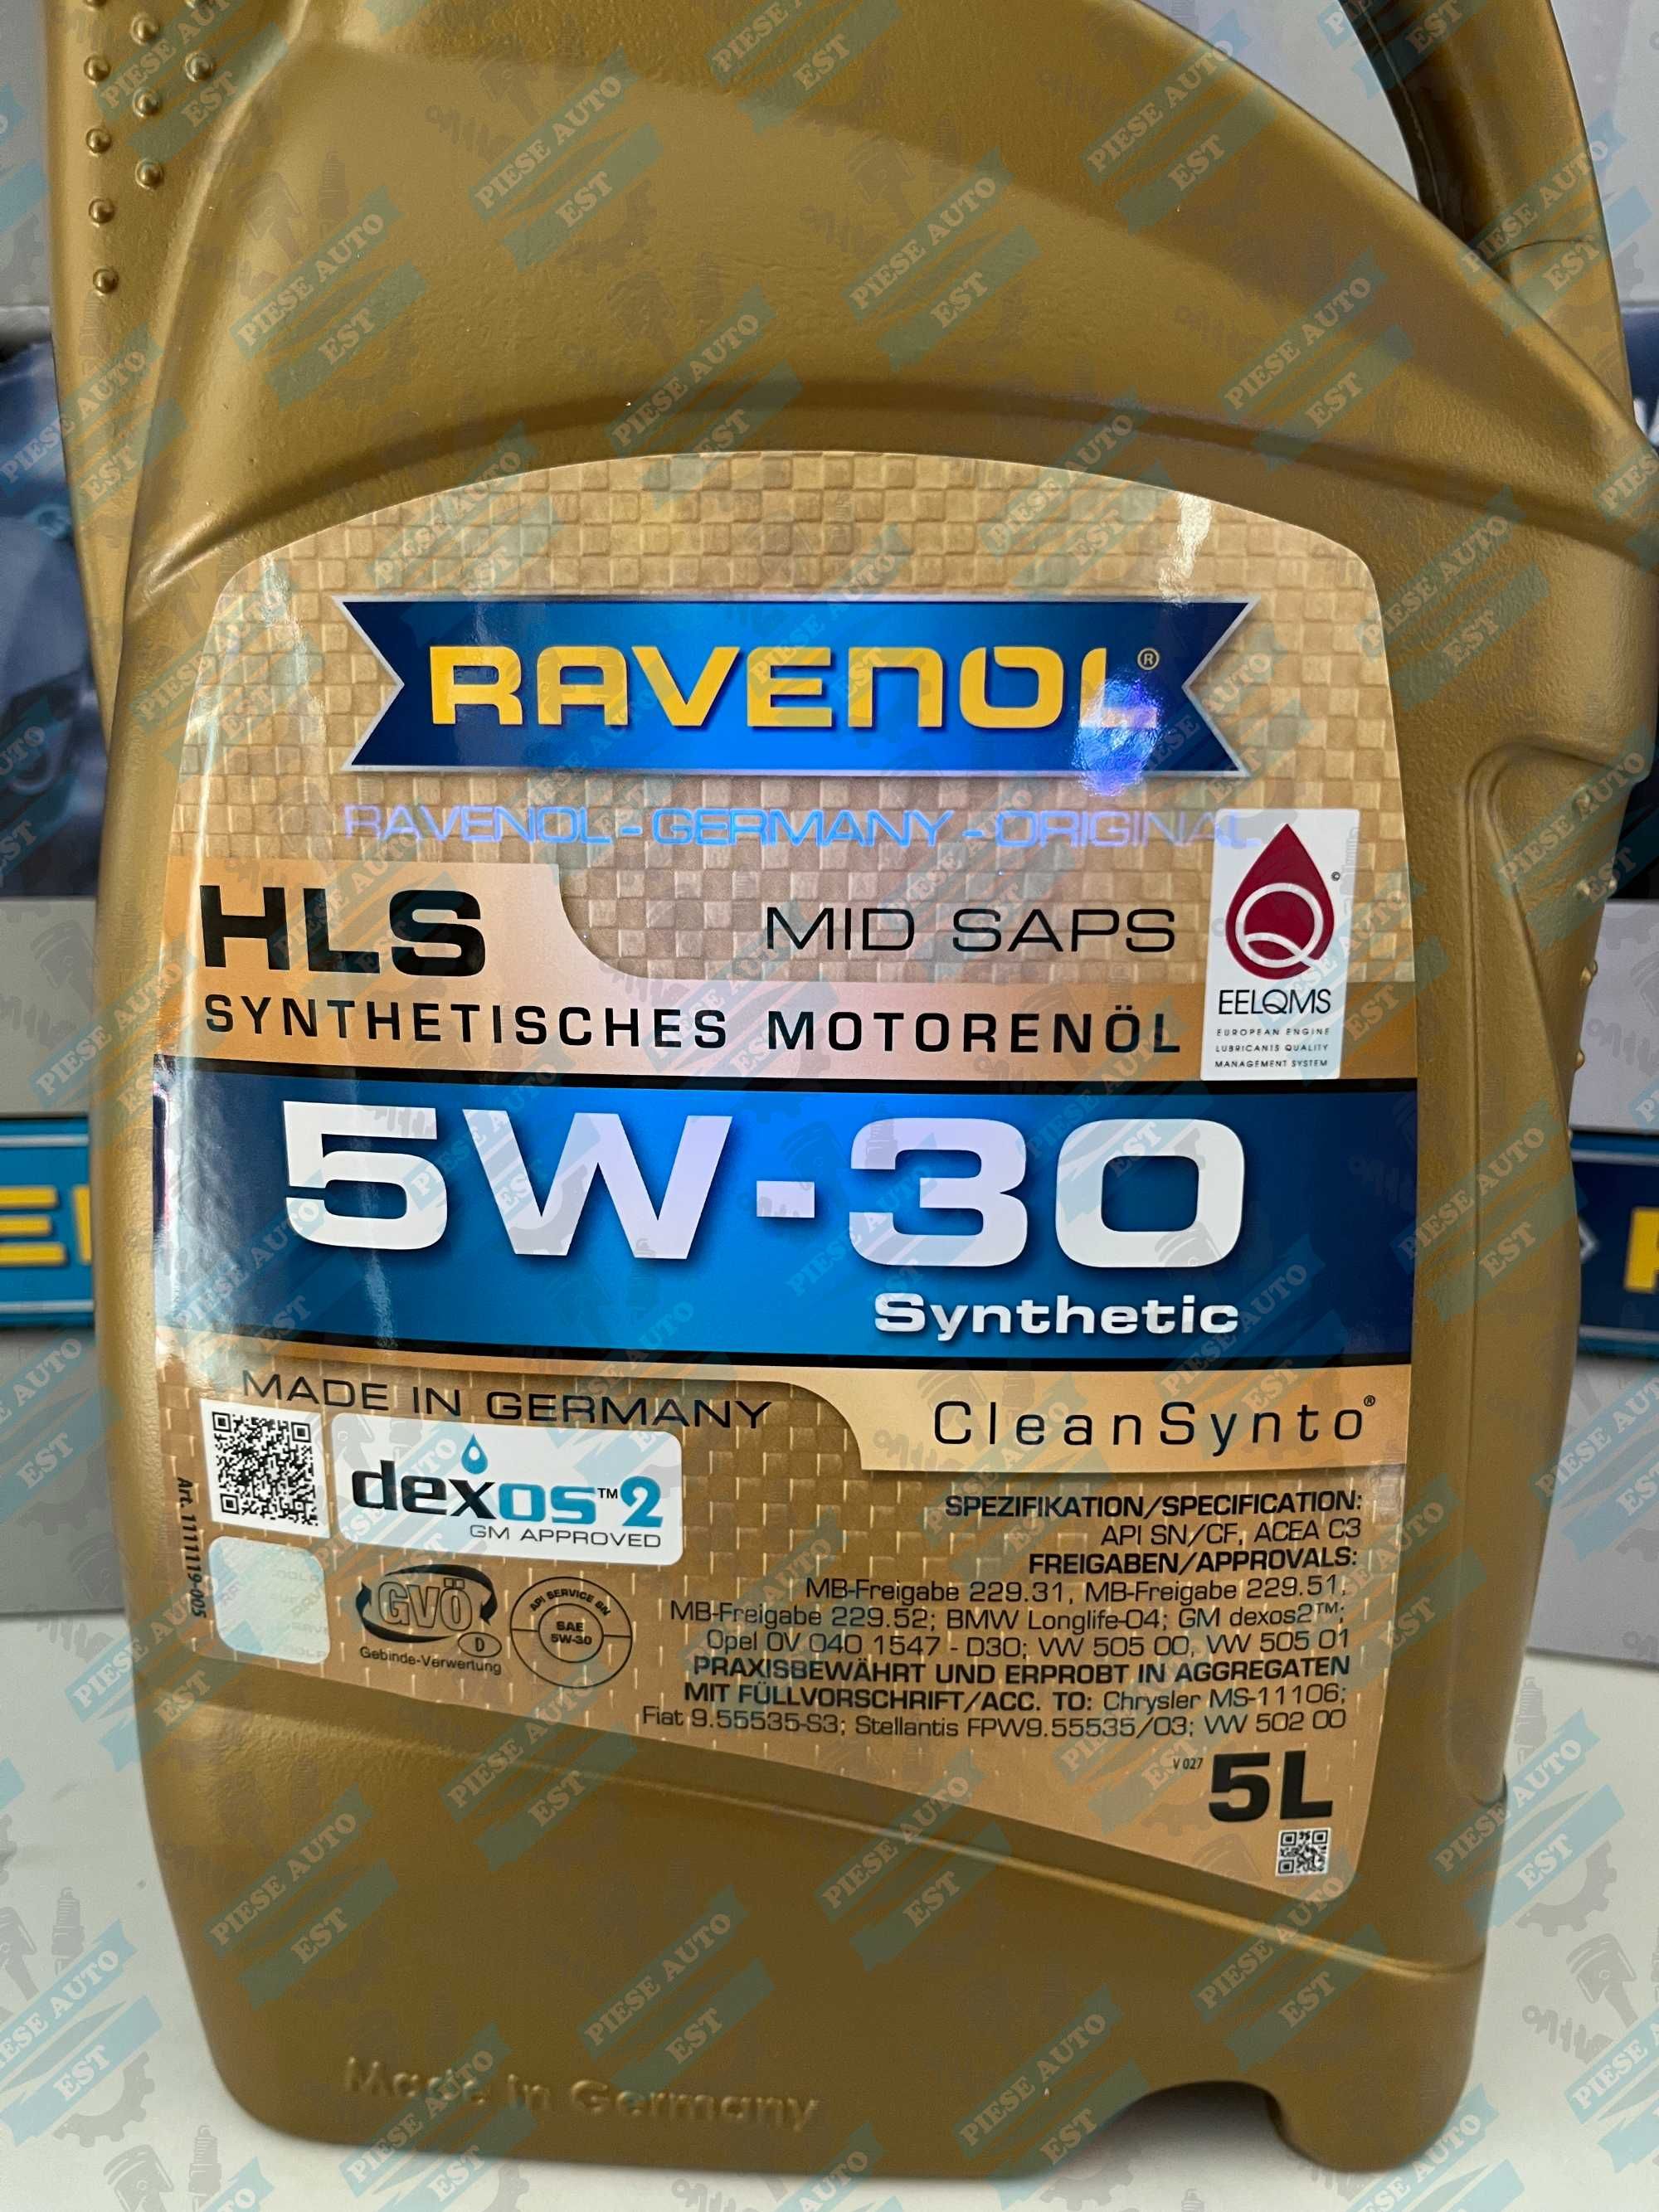 RAVENOL®
RAVENOL - GERMANY - ORIGINAL
HLS
MID SAPS
SYNTHETISCHES MOTORENÖL
EELQMS
EUROPEAN ENGINE
LUBRICANTS QUALITY
MANAGEMENT SYSTEM
5W-30
Synthetic
MADE IN GERMANY
CleanSynto®
dexos™2
GM APPROVED
Art. 1111119-005
GVÖ
D
Gebinde-Verwertung
API SERVICE SN
SAE
5W-30
SPEZIFIKATION/SPECIFICATION:
API SN/CF, ACEA C3
FREIGABEN/APPROVALS:
MB-Freigabe 229.31, MB-Freigabe 229.51,
MB-Freigabe 229.52; BMW Longlife-04; GM dexos2™;
Opel OV 040 1547 - D30; VW 505 00, VW 505 01
PRAXISBEWÄHRT UND ERPROBT IN AGGREGATEN
MIT FÜLLVORSCHRIFT/ACC. TO: Chrysler MS-11106;
Fiat 9.55535-S3; Stellantis FPW9.55535/03; VW 502 00
V 027
5L
Made in Germany
PIESE AUTO
EST